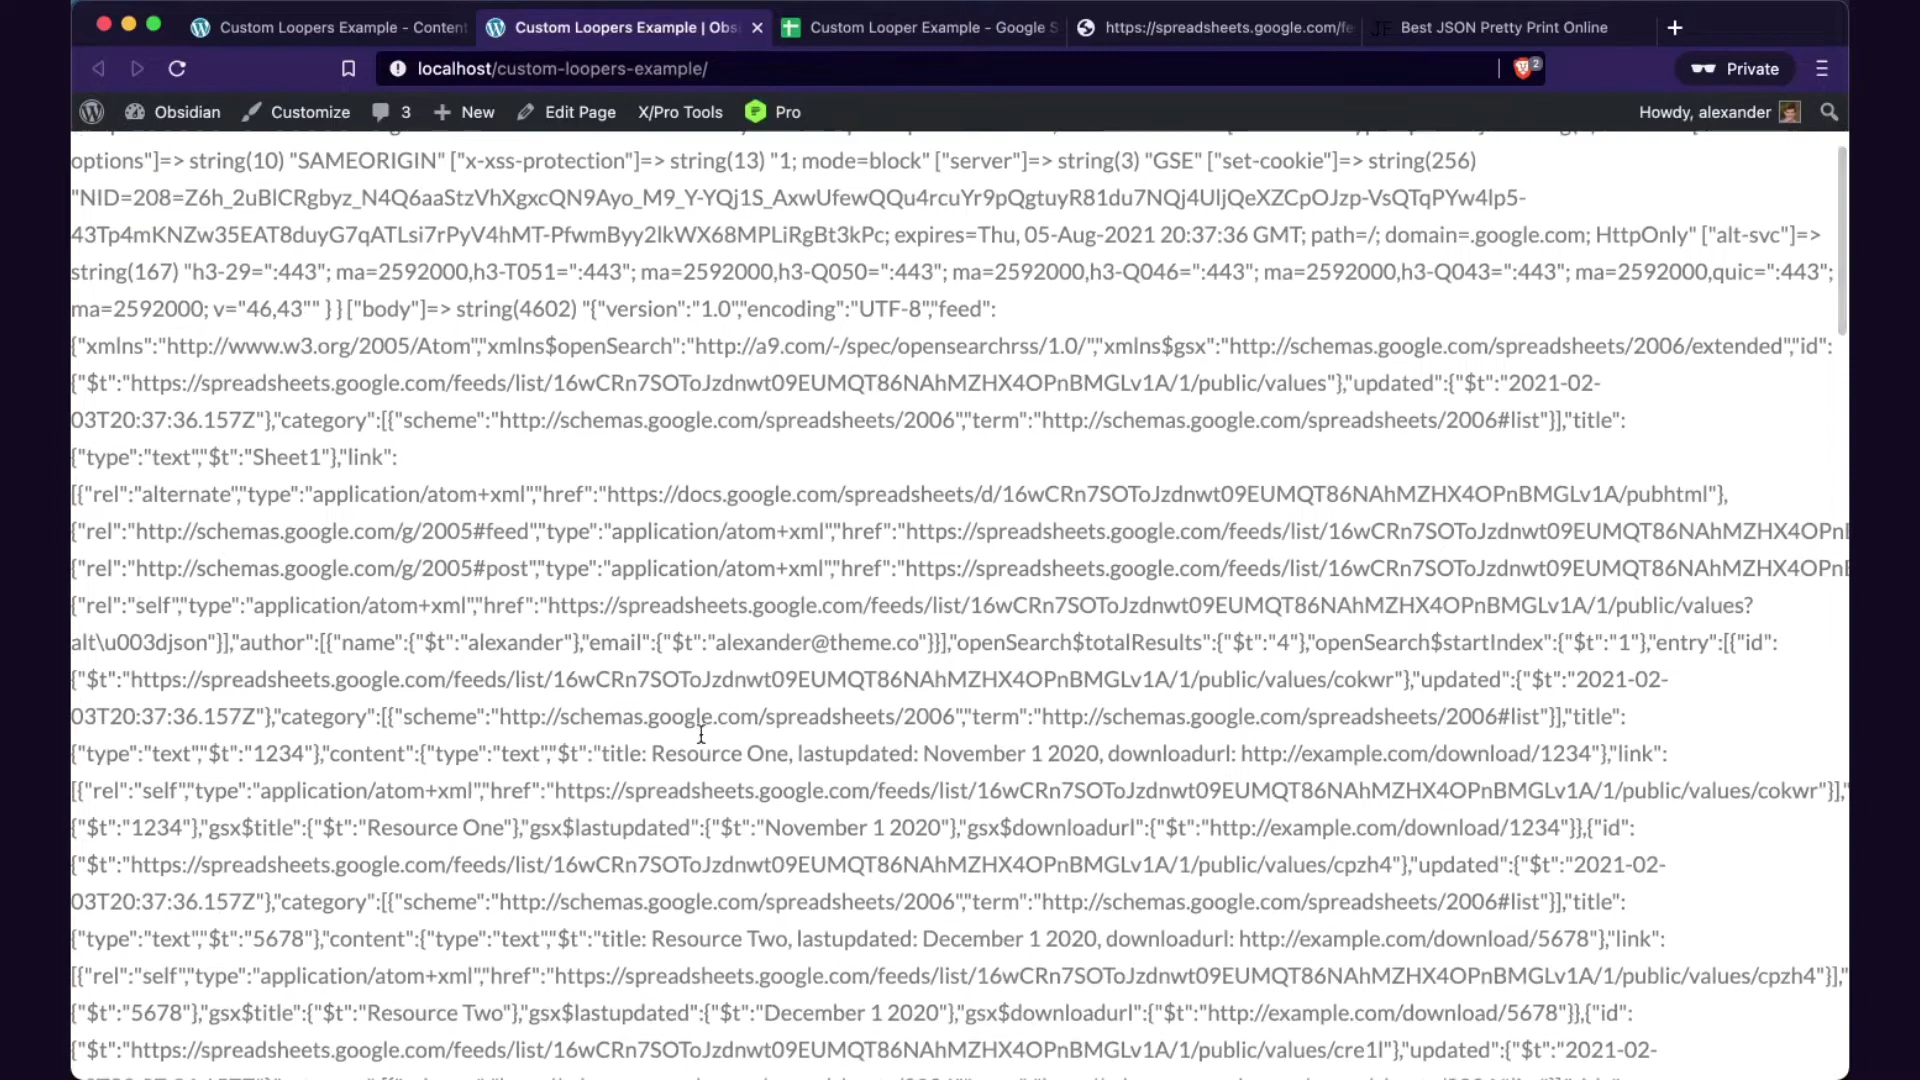 Custom Loopers Example - Content
Custom Loopers Example | Obs
Custom Looper Example - Google S
https://spreadsheets.google.com/fe
JF Best JSON Pretty Print Online
localhost/custom-loopers-example/
2
Private
Obsidian
Customize
3
New
Edit Page
X/Pro Tools
Pro
Howdy, alexander
options"]=> string(10) "SAMEORIGIN" ["x-xss-protection"]=> string(13) "1; mode=block" ["server"]=> string(3) "GSE" ["set-cookie"]=> string(256)
"NID=208=Z6h_2uBlCRgbyz_N4Q6aaStzVhXgxcQN9Ayo_M9_Y-YQj1S_AxwUfewQQu4rcuYr9pQgtuyR81du7NQj4UljQeXZCpOJzp-VsQTqPYw4lp5-
43Tp4mKNZw35EAT8duyG7qATLsi7rPyV4hMT-PfwmByy2lkWX68MPLiRgBt3kPc; expires=Thu, 05-Aug-2021 20:37:36 GMT; path=/; domain=.google.com; HttpOnly" ["alt-svc"]=>
string(167) "h3-29=":443"; ma=2592000,h3-T051=":443"; ma=2592000,h3-Q050=":443"; ma=2592000,h3-Q046=":443"; ma=2592000,h3-Q043=":443"; ma=2592000,quic=":443";
ma=2592000; v="46,43"" } } ["body"]=> string(4602) "{"version":"1.0","encoding":"UTF-8","feed":
{"xmlns":"http://www.w3.org/2005/Atom","xmlns$openSearch":"http://a9.com/-/spec/opensearchrss/1.0/","xmlns$gsx":"http://schemas.google.com/spreadsheets/2006/extended","id":
{"$t":"https://spreadsheets.google.com/feeds/list/16wCRn7SOToJzdnwt09EUMQT86NAhMZHX4OPnBMGLv1A/1/public/values"},"updated":{"$t":"2021-02-
03T20:37:36.157Z"},"category":[{"scheme":"http://schemas.google.com/spreadsheets/2006","term":"http://schemas.google.com/spreadsheets/2006#list"}],"title":
{"type":"text","$t":"Sheet1"},"link":
[{"rel":"alternate","type":"application/atom+xml","href":"https://docs.google.com/spreadsheets/d/16wCRn7SOToJzdnwt09EUMQT86NAhMZHX4OPnBMGLv1A/pubhtml"},
{"rel":"http://schemas.google.com/g/2005#feed","type":"application/atom+xml","href":"https://spreadsheets.google.com/feeds/list/16wCRn7SOToJzdnwt09EUMQT86NAhMZHX4OPnB
{"rel":"http://schemas.google.com/g/2005#post","type":"application/atom+xml","href":"https://spreadsheets.google.com/feeds/list/16wCRn7SOToJzdnwt09EUMQT86NAhMZHX4OPnB
{"rel":"self","type":"application/atom+xml","href":"https://spreadsheets.google.com/feeds/list/16wCRn7SOToJzdnwt09EUMQT86NAhMZHX4OPnBMGLv1A/1/public/values?
alt\u003djson"}],"author":[{"name":{"$t":"alexander"},"email":{"$t":"alexander@theme.co"}}],"openSearch$totalResults":{"$t":"4"},"openSearch$startIndex":{"$t":"1"},"entry":[{"id":
{"$t":"https://spreadsheets.google.com/feeds/list/16wCRn7SOToJzdnwt09EUMQT86NAhMZHX4OPnBMGLv1A/1/public/values/cokwr"},"updated":{"$t":"2021-02-
03T20:37:36.157Z"},"category":[{"scheme":"http://schemas.google.com/spreadsheets/2006","term":"http://schemas.google.com/spreadsheets/2006#list"}],"title":
{"type":"text","$t":"1234"},"content":{"type":"text","$t":"title: Resource One, lastupdated: November 1 2020, downloadurl: http://example.com/download/1234"},"link":
[{"rel":"self","type":"application/atom+xml","href":"https://spreadsheets.google.com/feeds/list/16wCRn7SOToJzdnwt09EUMQT86NAhMZHX4OPnBMGLv1A/1/public/values/cokwr"}],"
{"$t":"1234"},"gsx$title":{"$t":"Resource One"},"gsx$lastupdated":{"$t":"November 1 2020"},"gsx$downloadurl":{"$t":"http://example.com/download/1234"}},{"id":
{"$t":"https://spreadsheets.google.com/feeds/list/16wCRn7SOToJzdnwt09EUMQT86NAhMZHX4OPnBMGLv1A/1/public/values/cpzh4"},"updated":{"$t":"2021-02-
03T20:37:36.157Z"},"category":[{"scheme":"http://schemas.google.com/spreadsheets/2006","term":"http://schemas.google.com/spreadsheets/2006#list"}],"title":
{"type":"text","$t":"5678"},"content":{"type":"text","$t":"title: Resource Two, lastupdated: December 1 2020, downloadurl: http://example.com/download/5678"},"link":
[{"rel":"self","type":"application/atom+xml","href":"https://spreadsheets.google.com/feeds/list/16wCRn7SOToJzdnwt09EUMQT86NAhMZHX4OPnBMGLv1A/1/public/values/cpzh4"}],"
{"$t":"5678"},"gsx$title":{"$t":"Resource Two"},"gsx$lastupdated":{"$t":"December 1 2020"},"gsx$downloadurl":{"$t":"http://example.com/download/5678"}},{"id":
{"$t":"https://spreadsheets.google.com/feeds/list/16wCRn7SOToJzdnwt09EUMQT86NAhMZHX4OPnBMGLv1A/1/public/values/cre1l"},"updated":{"$t":"2021-02-